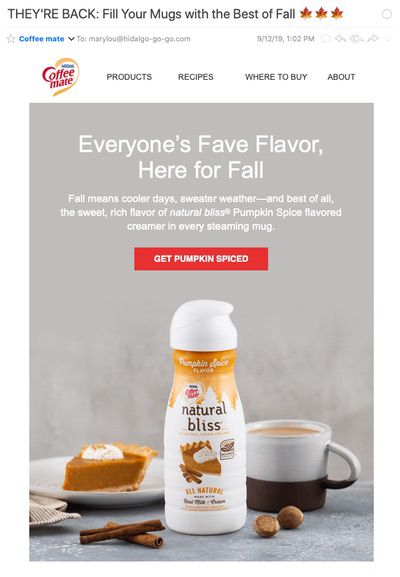 THEY'RE BACK: Fill Your Mugs with the Best of Fall 🍁🍁🍁
Coffee mate To: marylou@hidalgo-go-go.com 9/12/19, 1:02 PM
Nestlé
Coffee
mate
PRODUCTS RECIPES WHERE TO BUY ABOUT
Everyone's Fave Flavor,
Here for Fall
Fall means cooler days, sweater weather—and best of all,
the sweet, rich flavor of natural bliss® Pumpkin Spice flavored
creamer in every steaming mug.
GET PUMPKIN SPICED
Pumpkin Spice
FLAVOR
Nestlé
Coffee
mate
natural
bliss
ALL NATURAL
MADE WITH
Real Milk & Cream